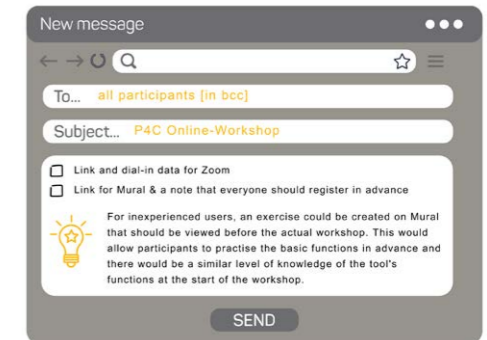 New message
To... all participants [in bcc]
Subject... P4C Online-Workshop
Link and dial-in data for Zoom
Link for Mural & a note that everyone should register in advance
For inexperienced users, an exercise could be created on Mural
that should be viewed before the actual workshop. This would
allow participants to practise the basic functions in advance and
there would be a similar level of knowledge of the tool's
functions at the start of the workshop.
SEND